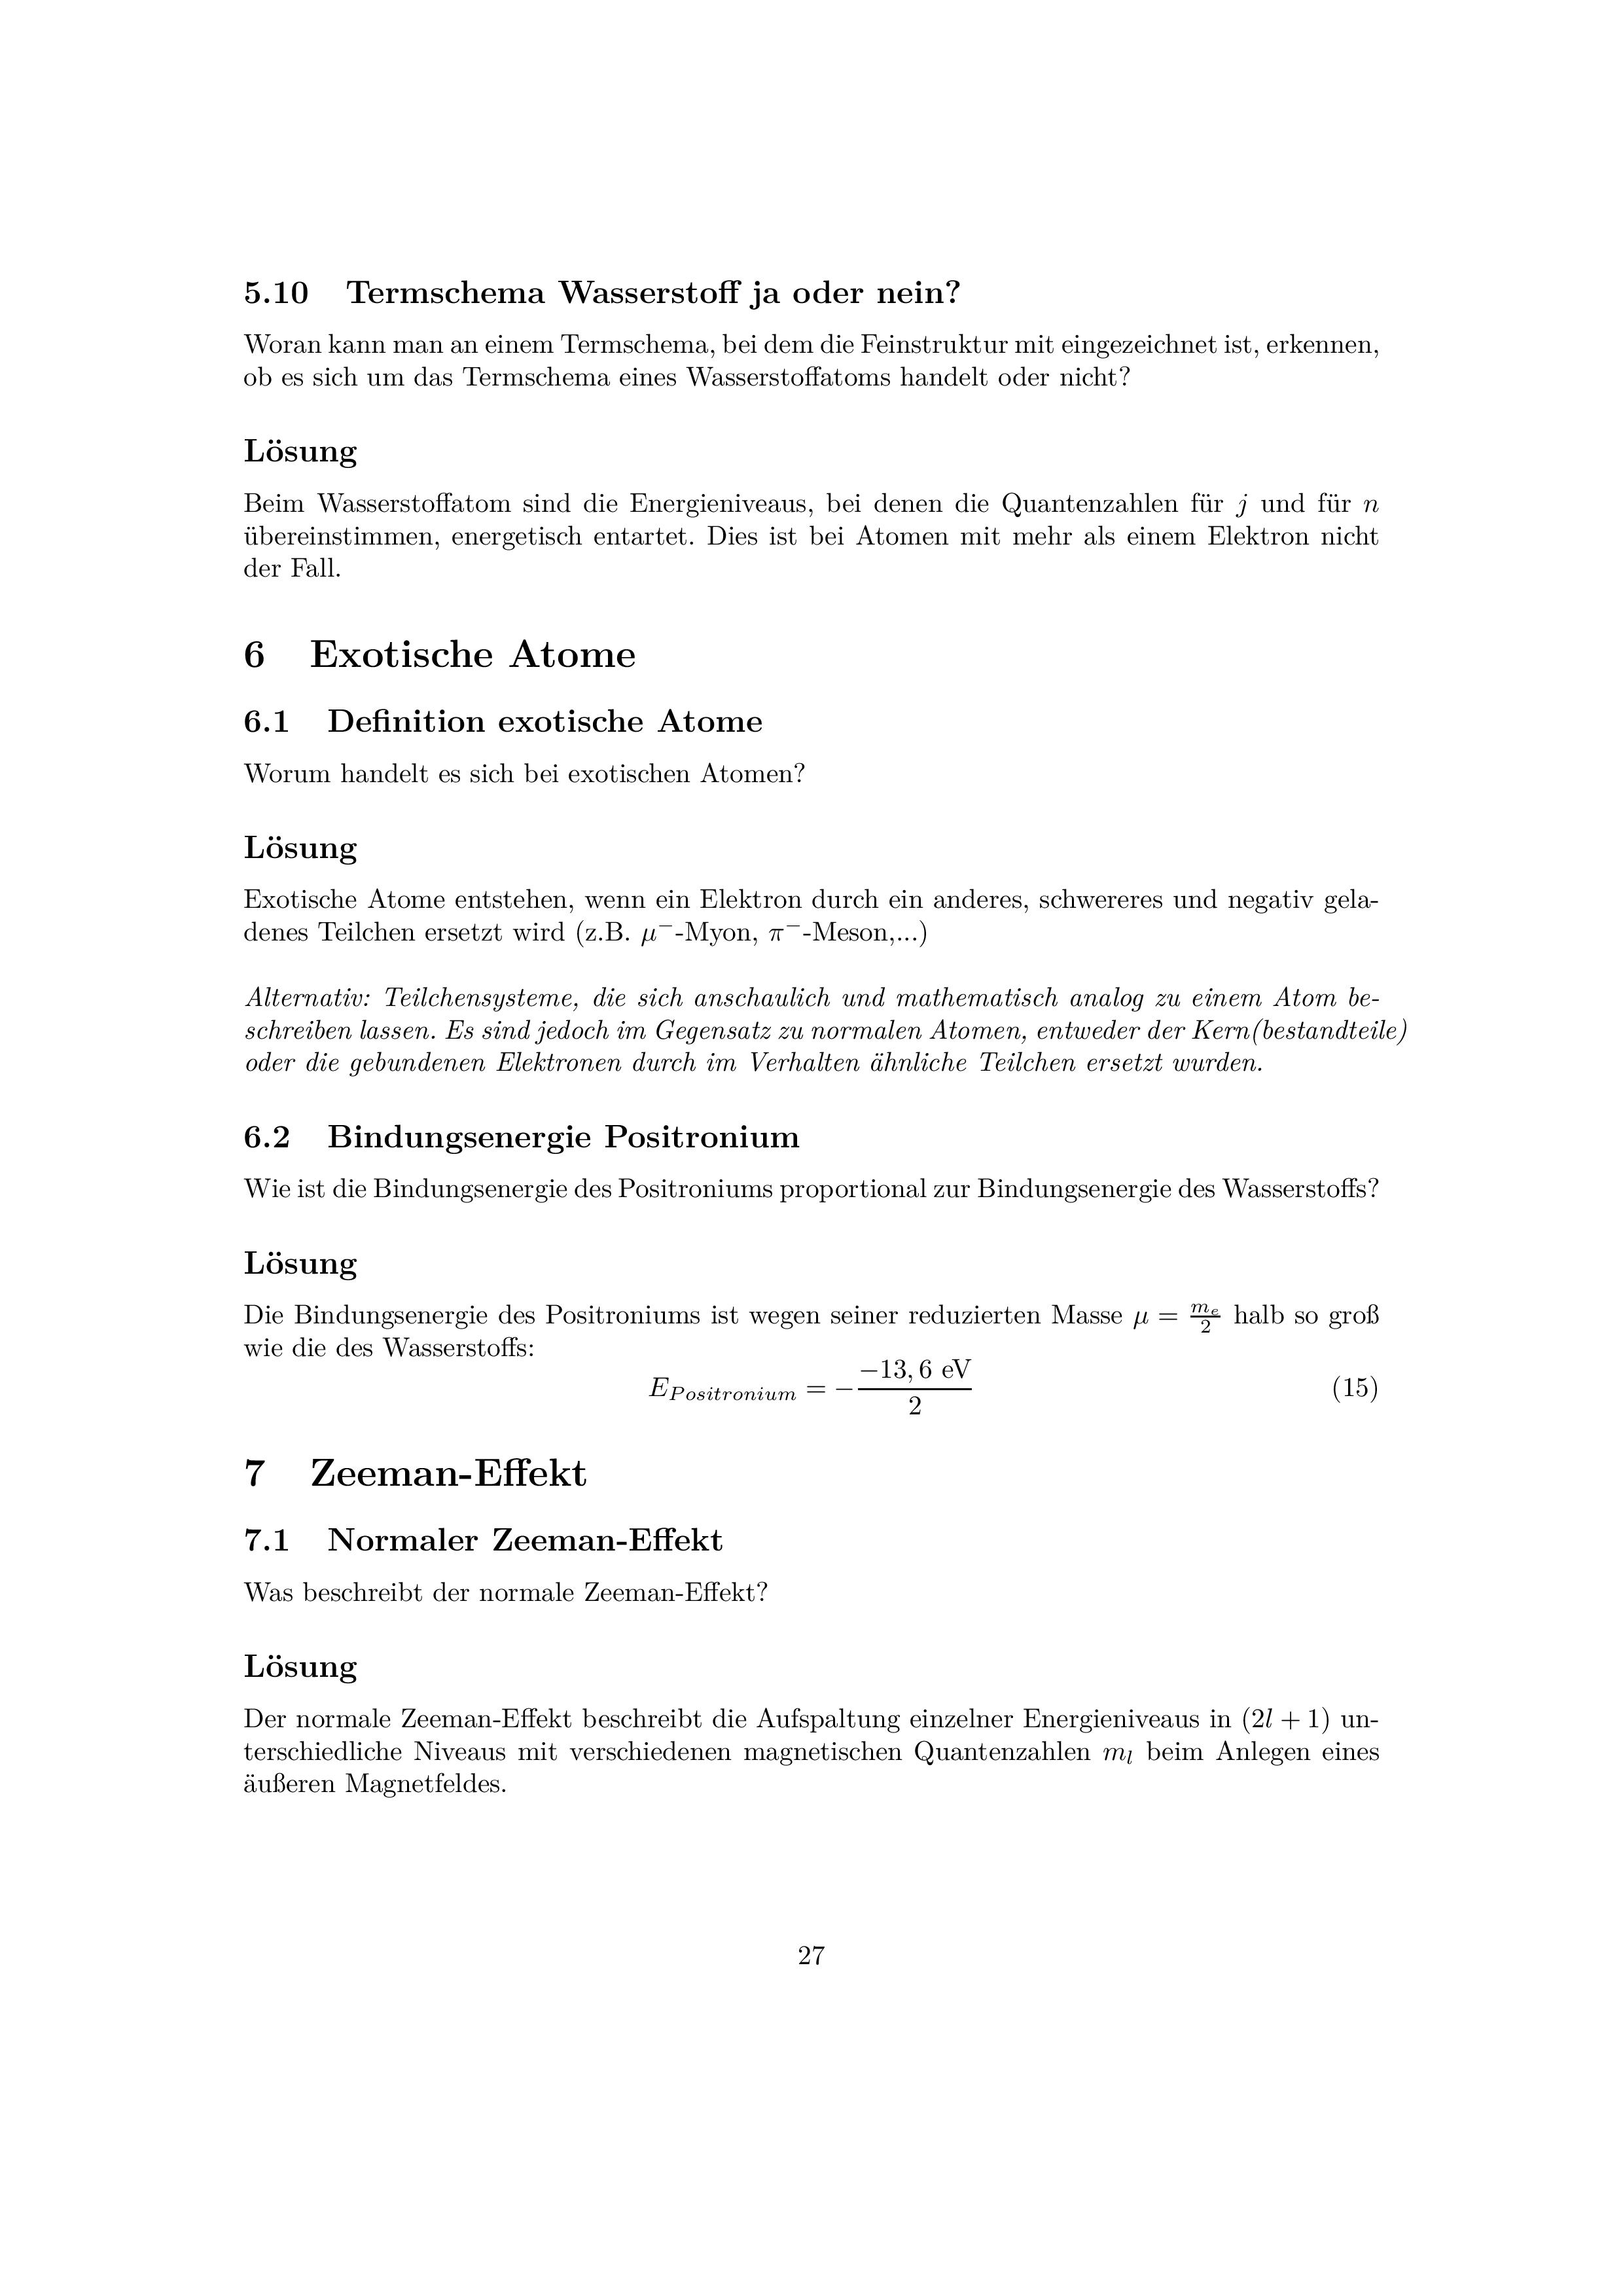 5.10 Termschema Wasserstoff ja oder nein?
Woran kann man an einem Termschema, bei dem die Feinstruktur mit eingezeichnet ist, erkennen,
ob es sich um das Termschema eines Wasserstoffatoms handelt oder nicht?
Lösung
Beim Wasserstoffatom sind die Energieniveaus, bei denen die Quantenzahlen für j und für n
übereinstimmen, energetisch entartet. Dies ist bei Atomen mit mehr als einem Elektron nicht
der Fall.
6 Exotische Atome
6.1 Definition exotische Atome
Worum handelt es sich bei exotischen Atomen?
Lösung
Exotische Atome entstehen, wenn ein Elektron durch ein anderes, schwereres und negativ gela-
denes Teilchen ersetzt wird (z.B. μ⁻-Myon, π⁻-Meson,...)
Alternativ: Teilchensysteme, die sich anschaulich und mathematisch analog zu einem Atom be-
schreiben lassen. Es sind jedoch im Gegensatz zu normalen Atomen, entweder der Kern(bestandteile)
oder die gebundenen Elektronen durch im Verhalten ähnliche Teilchen ersetzt wurden.
6.2 Bindungsenergie Positronium
Wie ist die Bindungsenergie des Positroniums proportional zur Bindungsenergie des Wasserstoffs?
Lösung
Die Bindungsenergie des Positroniums ist wegen seiner reduzierten Masse $\mu = \frac{m_e}{2}$ halb so groß
wie die des Wasserstoffs:
$E_{Positronium} = -\frac{-13,6 \text{ eV}}{2}$ (15)
7 Zeeman-Effekt
7.1 Normaler Zeeman-Effekt
Was beschreibt der normale Zeeman-Effekt?
Lösung
Der normale Zeeman-Effekt beschreibt die Aufspaltung einzelner Energieniveaus in $(2l + 1)$ un-
terschiedliche Niveaus mit verschiedenen magnetischen Quantenzahlen $m_l$ beim Anlegen eines
äußeren Magnetfeldes.
27